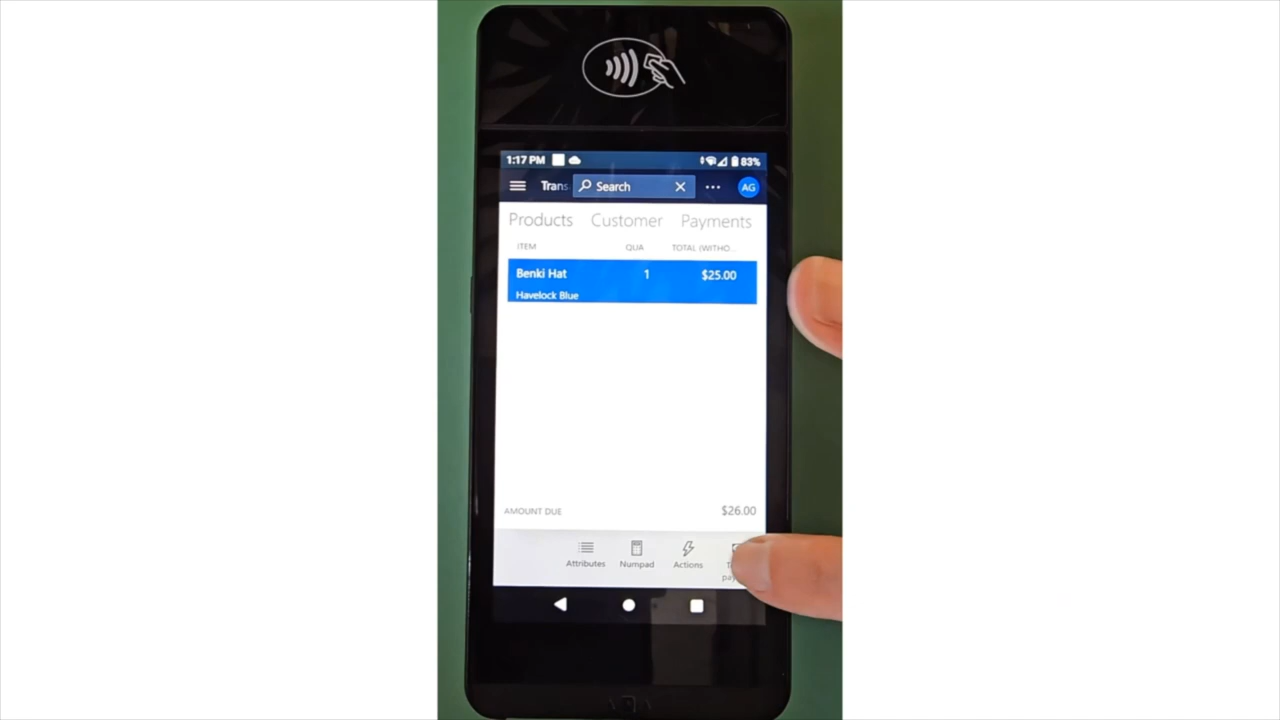 1:17 PM 83%
Trans Search AG
Products Customer Payments
ITEM QUA TOTAL (WITHO...
Benki Hat 1 $25.00
Havelock Blue
AMOUNT DUE $26.00
Attributes Numpad Actions